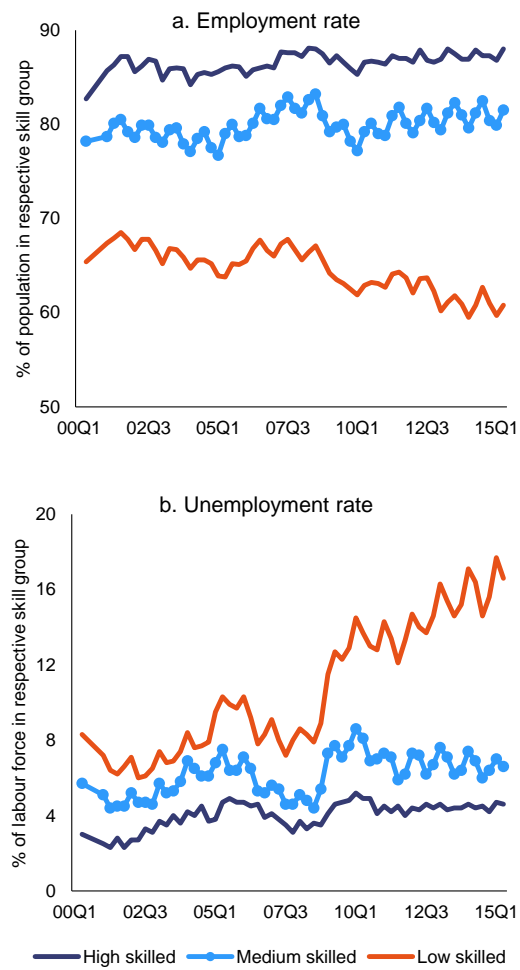 a. Employment rate
% of population in respective skill group
90
80
70
60
50
00Q1 02Q3 05Q1 07Q3 10Q1 12Q3 15Q1
b. Unemployment rate
% of labour force in respective skill group
20
16
12
8
4
0
00Q1 02Q3 05Q1 07Q3 10Q1 12Q3 15Q1
High skilled Medium skilled Low skilled